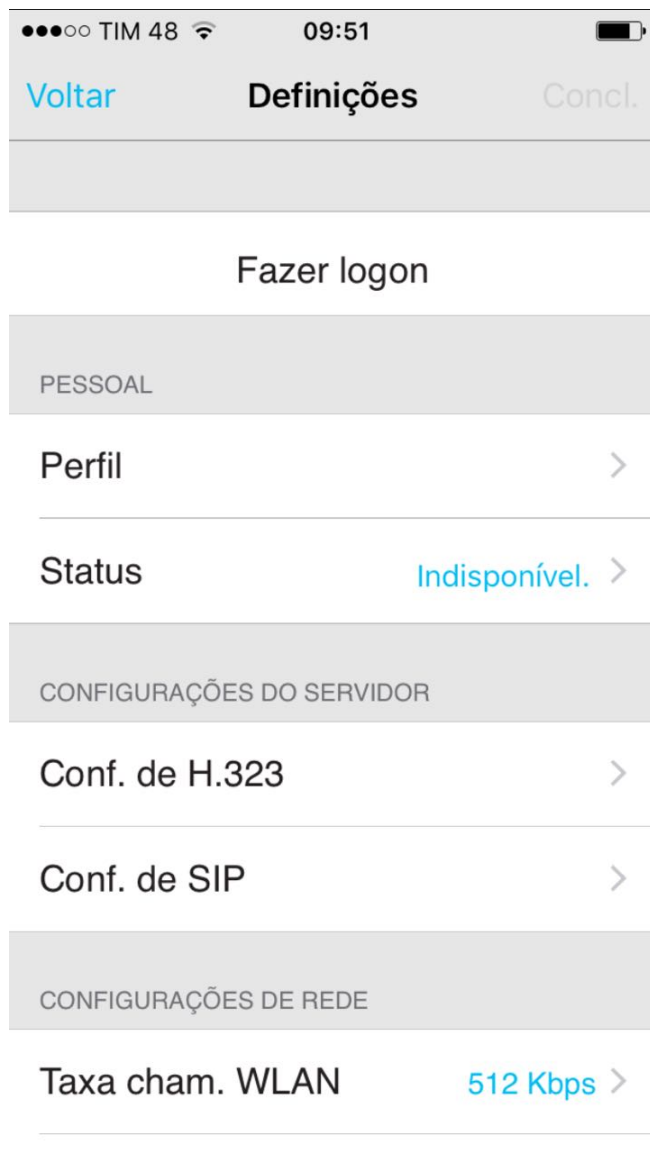 TIM 48 09:51
Voltar Definições Concl.
Fazer logon
PESSOAL
Perfil
Status Indisponível.
CONFIGURAÇÕES DO SERVIDOR
Conf. de H.323
Conf. de SIP
CONFIGURAÇÕES DE REDE
Taxa cham. WLAN 512 Kbps